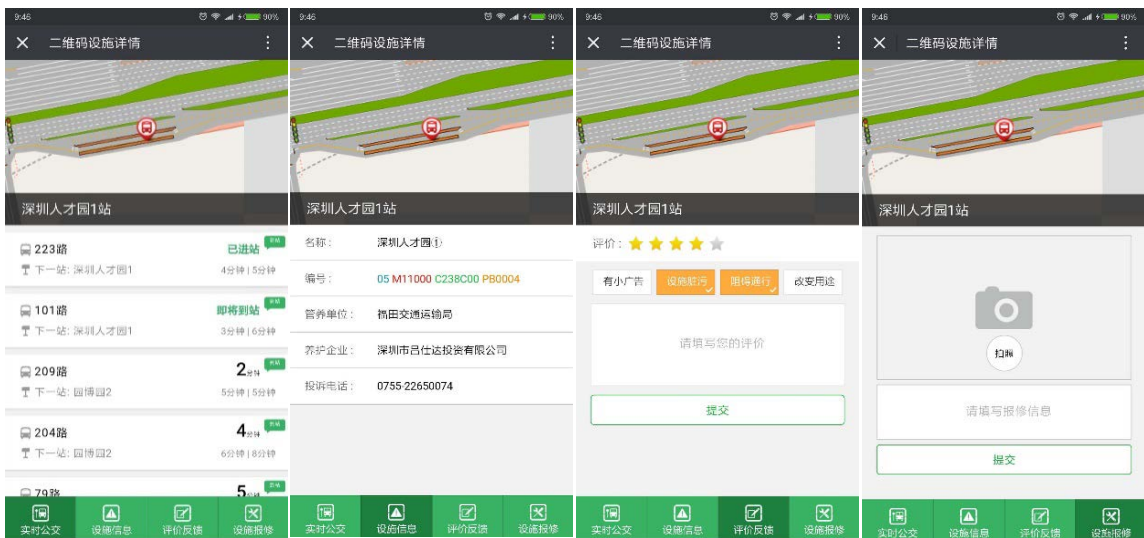 9:46
90%
二维码设施详情
深圳人才园1站
223路
已进站
下一站: 深圳人才园1
4分钟 | 5分钟
101路
即将到站
下一站: 深圳人才园1
3分钟 | 6分钟
209路
2分钟
下一站: 园博园2
5分钟 | 5分钟
204路
4分钟
下一站: 园博园2
6分钟 | 8分钟
79路
5分钟
实时公交
设施信息
评价反馈
设施报修
9:46
90%
二维码设施详情
深圳人才园1站
名称: 深圳人才园①
编号: 05 M11000 C238C00 PB0004
管养单位: 福田交通运输局
养护企业: 深圳市吕仕达投资有限公司
投诉电话: 0755-22650074
实时公交
设施信息
评价反馈
设施报修
9:46
90%
二维码设施详情
深圳人才园1站
评价:
有小广告
设施脏污
阻碍通行
改变用途
请填写您的评价
提交
实时公交
设施信息
评价反馈
设施报修
9:46
90%
二维码设施详情
深圳人才园1站
拍照
请填写报修信息
提交
实时公交
设施信息
评价反馈
设施报修